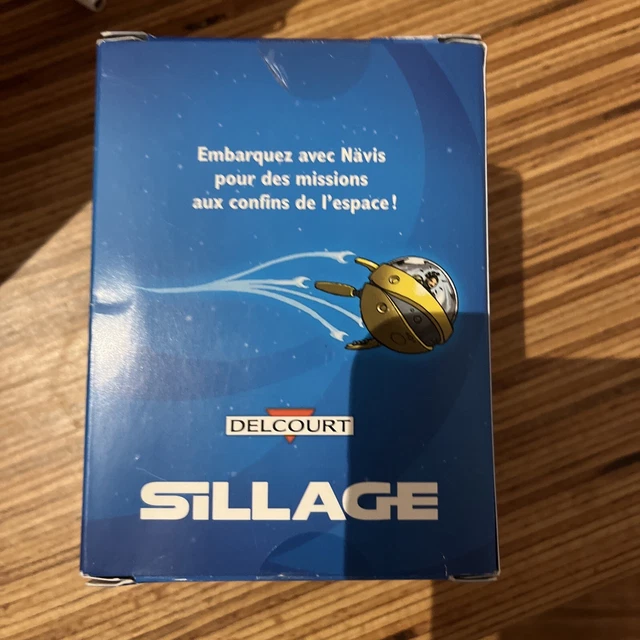 Embarquez avec Nävis
pour des missions
aux confins de l'espace !
DELCOURT
SiLLAGE